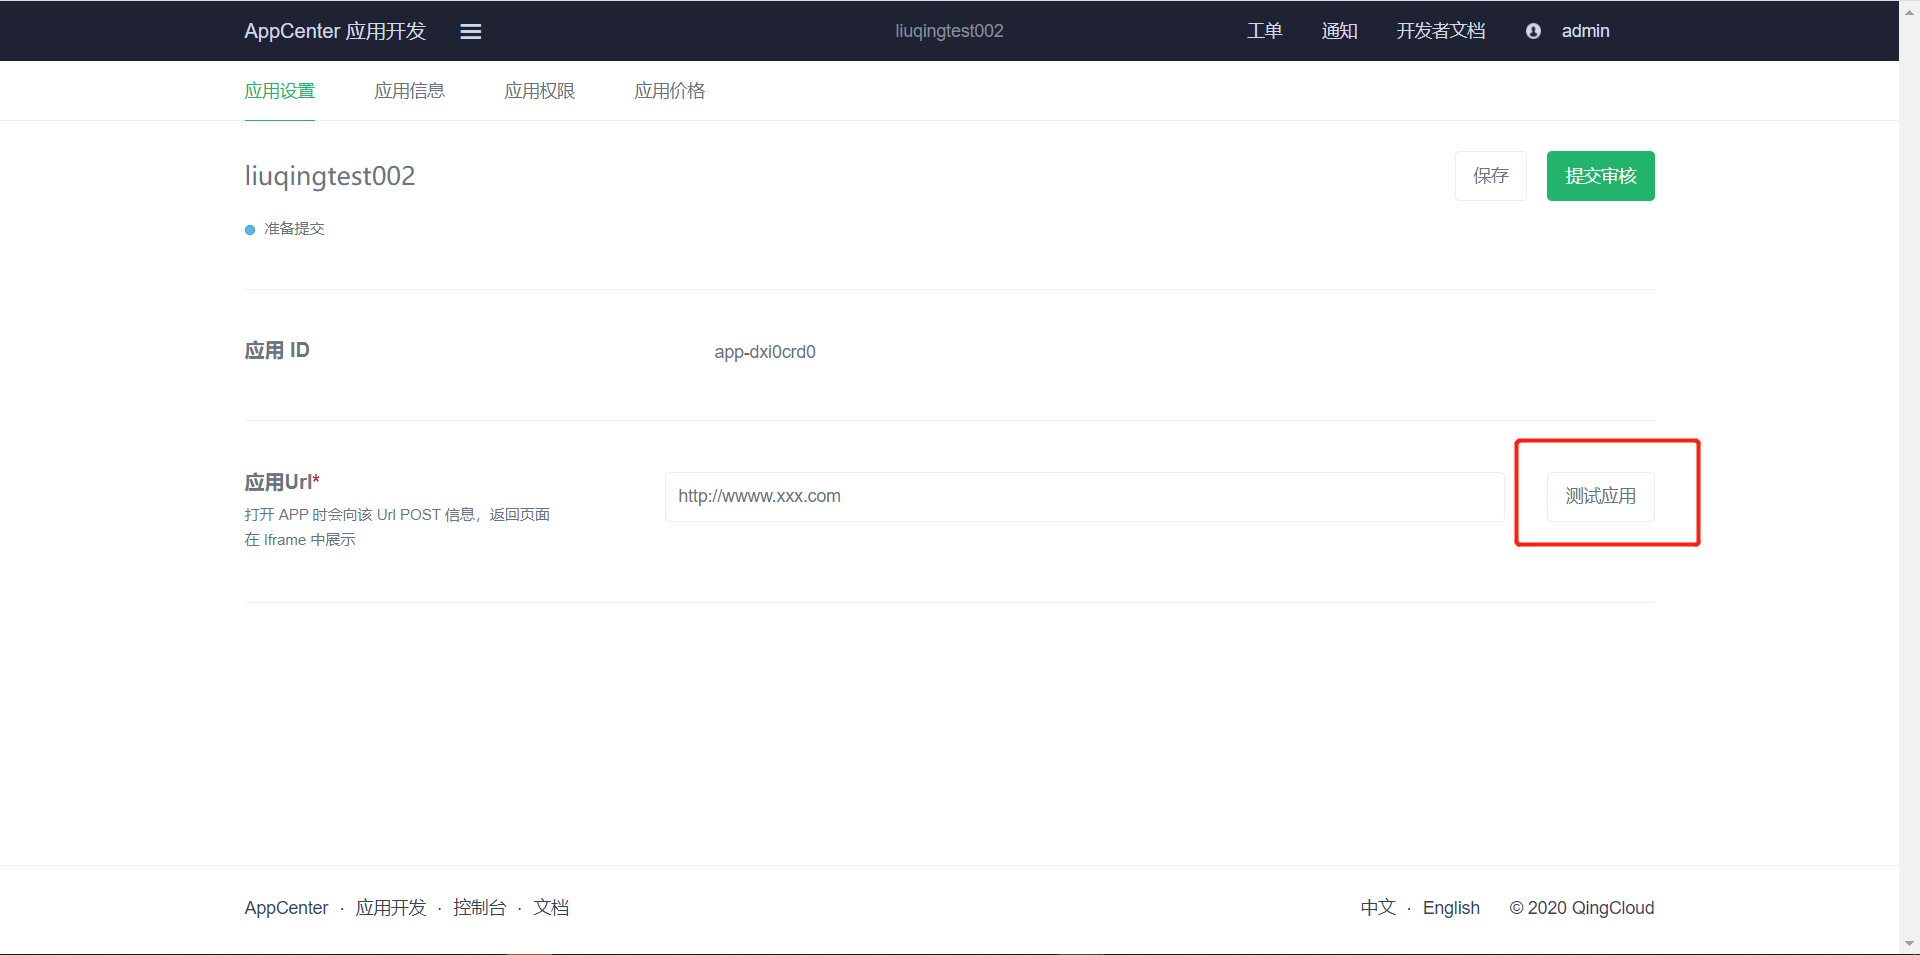 AppCenter 应用开发 liuqingtest002 工单 通知 开发者文档 admin
应用设置 应用信息 应用权限 应用价格
liuqingtest002 保存 提交审核
准备提交
应用 ID app-dxi0crd0
应用Url*
打开 APP 时会向该 Url POST 信息，返回页面
在 Iframe 中展示
http://wwww.xxx.com 测试应用
AppCenter · 应用开发 · 控制台 · 文档 中文 · English © 2020 QingCloud